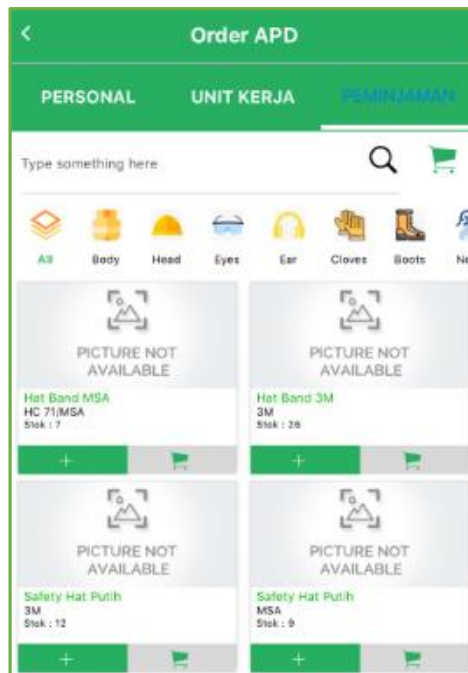 Order APD
PERSONAL UNIT KERJA PEMINJAMAN
Type something here
All Body Head Eyes Ear Cloves Boots
PICTURE NOT AVAILABLE
Hat Band MSA
HC 71/MSA
Stok : 7
+
PICTURE NOT AVAILABLE
Hat Band 3M
3M
Stok : 26
+
PICTURE NOT AVAILABLE
Safety Hat Putih
3M
Stok : 12
+
PICTURE NOT AVAILABLE
Safety Hat Putih
MSA
Stok : 9
+